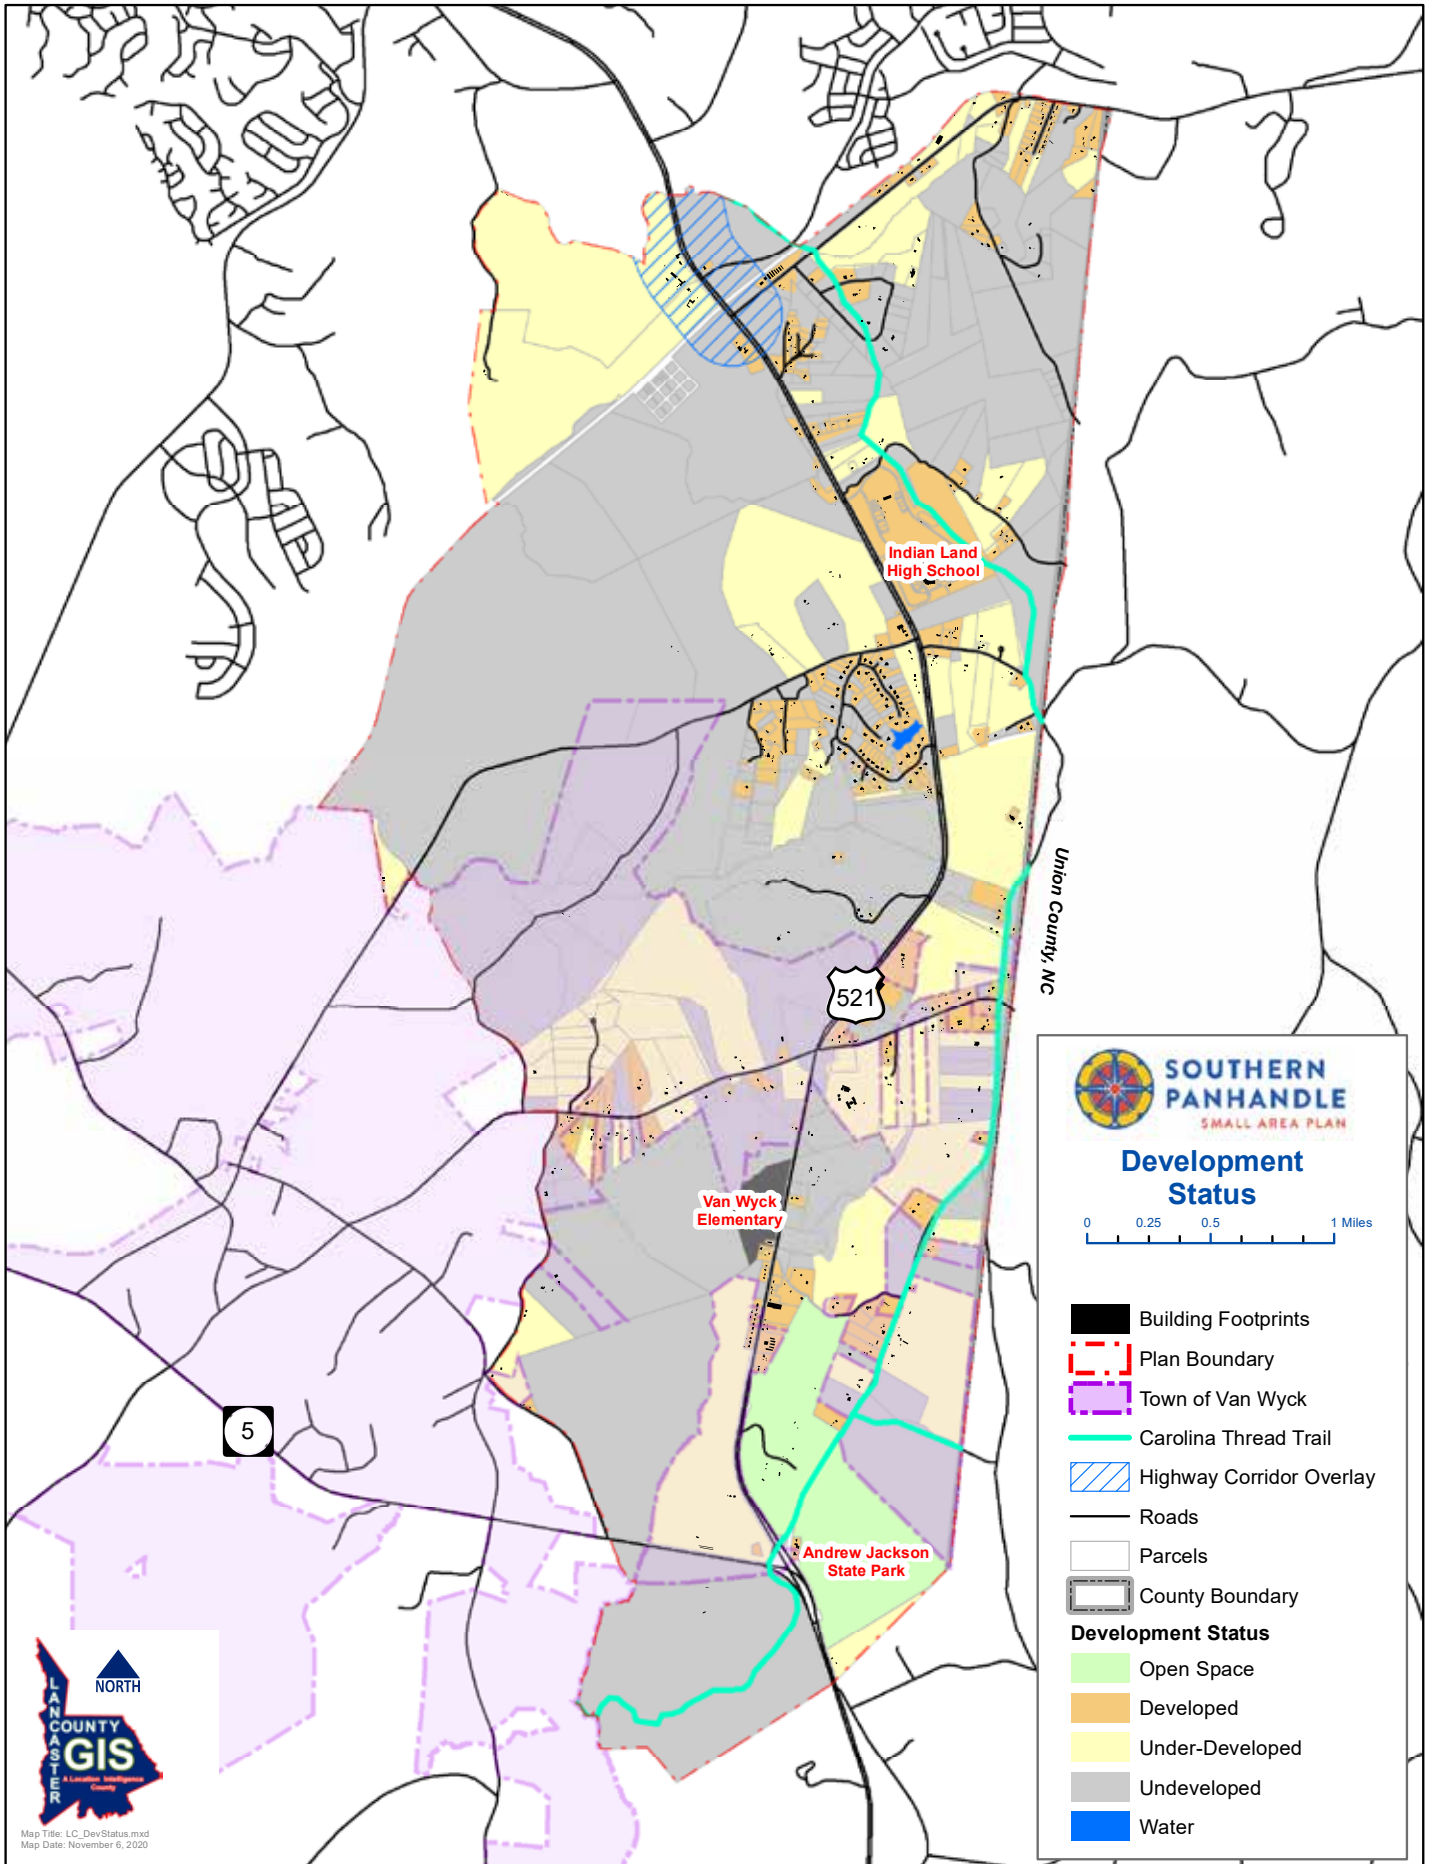 Indian Land
High School
Union County, NC
521
Van Wyck
Elementary
5
Andrew Jackson
State Park
SOUTHERN
PANHANDLE
SMALL AREA PLAN
Development
Status
0 0.25 0.5 1 Miles
Building Footprints
Plan Boundary
Town of Van Wyck
Carolina Thread Trail
Highway Corridor Overlay
Roads
Parcels
County Boundary
Development Status
Open Space
Developed
Under-Developed
Undeveloped
Water
NORTH
LANCASTER
COUNTY
GIS
A Location Intelligence
County
Map Title: LC_DevStatus.mxd
Map Date: November 6, 2020